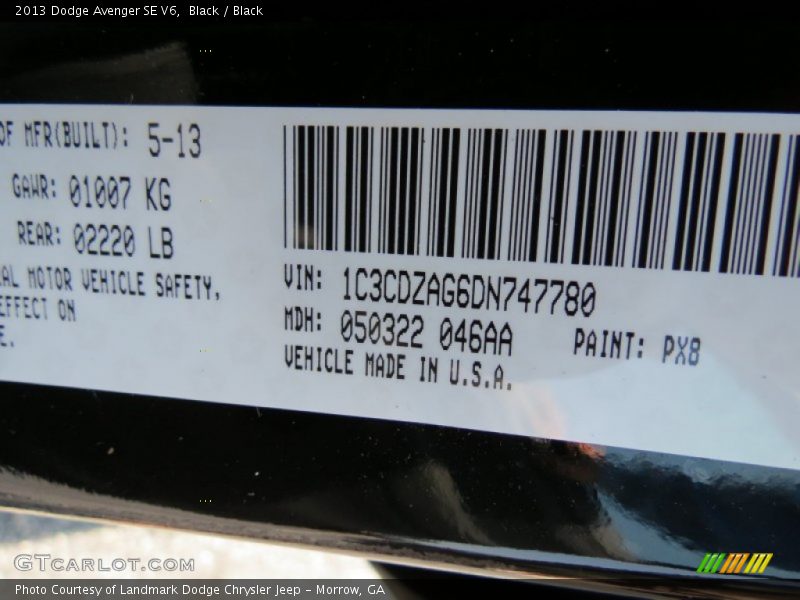 2013 Dodge Avenger SE V6,  Black / Black
OF MFR(BUILT): 5-13
GAWR: 01007 KG
REAR: 02220 LB
MOTOR VEHICLE SAFETY,
EFFECT ON
VIN: 1C3CDZAG6DN747780
MDH: 050322 046AA
PAINT: PX8
VEHICLE MADE IN U.S.A.
GTCARLOT.COM
Photo Courtesy of Landmark Dodge Chrysler Jeep – Morrow, GA